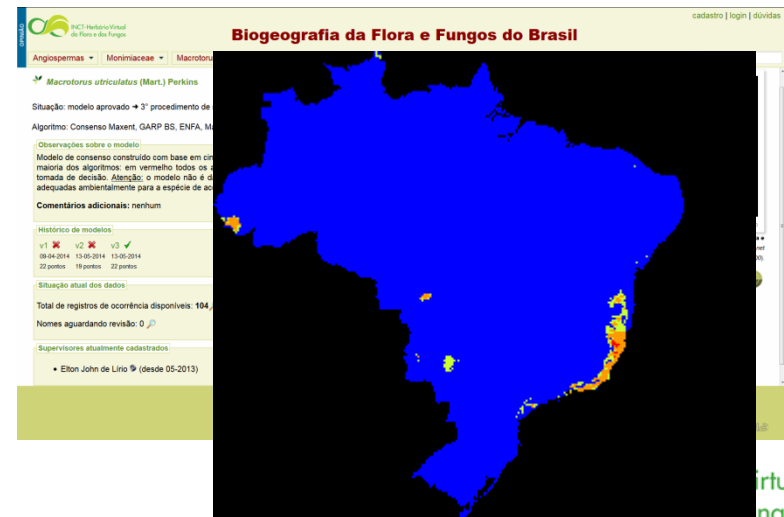 cadastro | login | dúvidas
OPINIÃO
INCT-Herbário Virtual
da Flora e dos Fungos
Biogeografia da Flora e Fungos do Brasil
Angiospermas Monimiaceae Macrotoru
Macrotorus utriculatus (Mart.) Perkins
Situação: modelo aprovado ➔ 3° procedimento de
Algoritmo: Consenso Maxent, GARP BS, ENFA, Ma
Observações sobre o modelo
Modelo de consenso construído com base em cin
maioria dos algoritmos: em vermelho todos os a
tomada de decisão. Atenção: o modelo não é da
adequadas ambientalmente para a espécie de ac
Comentários adicionais: nenhum
Histórico de modelos
v1 v2 v3
09-04-2014 13-05-2014 13-05-2014
22 pontos 19 pontos 22 pontos
Situação atual dos dados
Total de registros de ocorrência disponíveis: 104
Nomes aguardando revisão: 0
Supervisores atualmente cadastrados
• Elton John de Lírio (desde 05-2013)
irtu